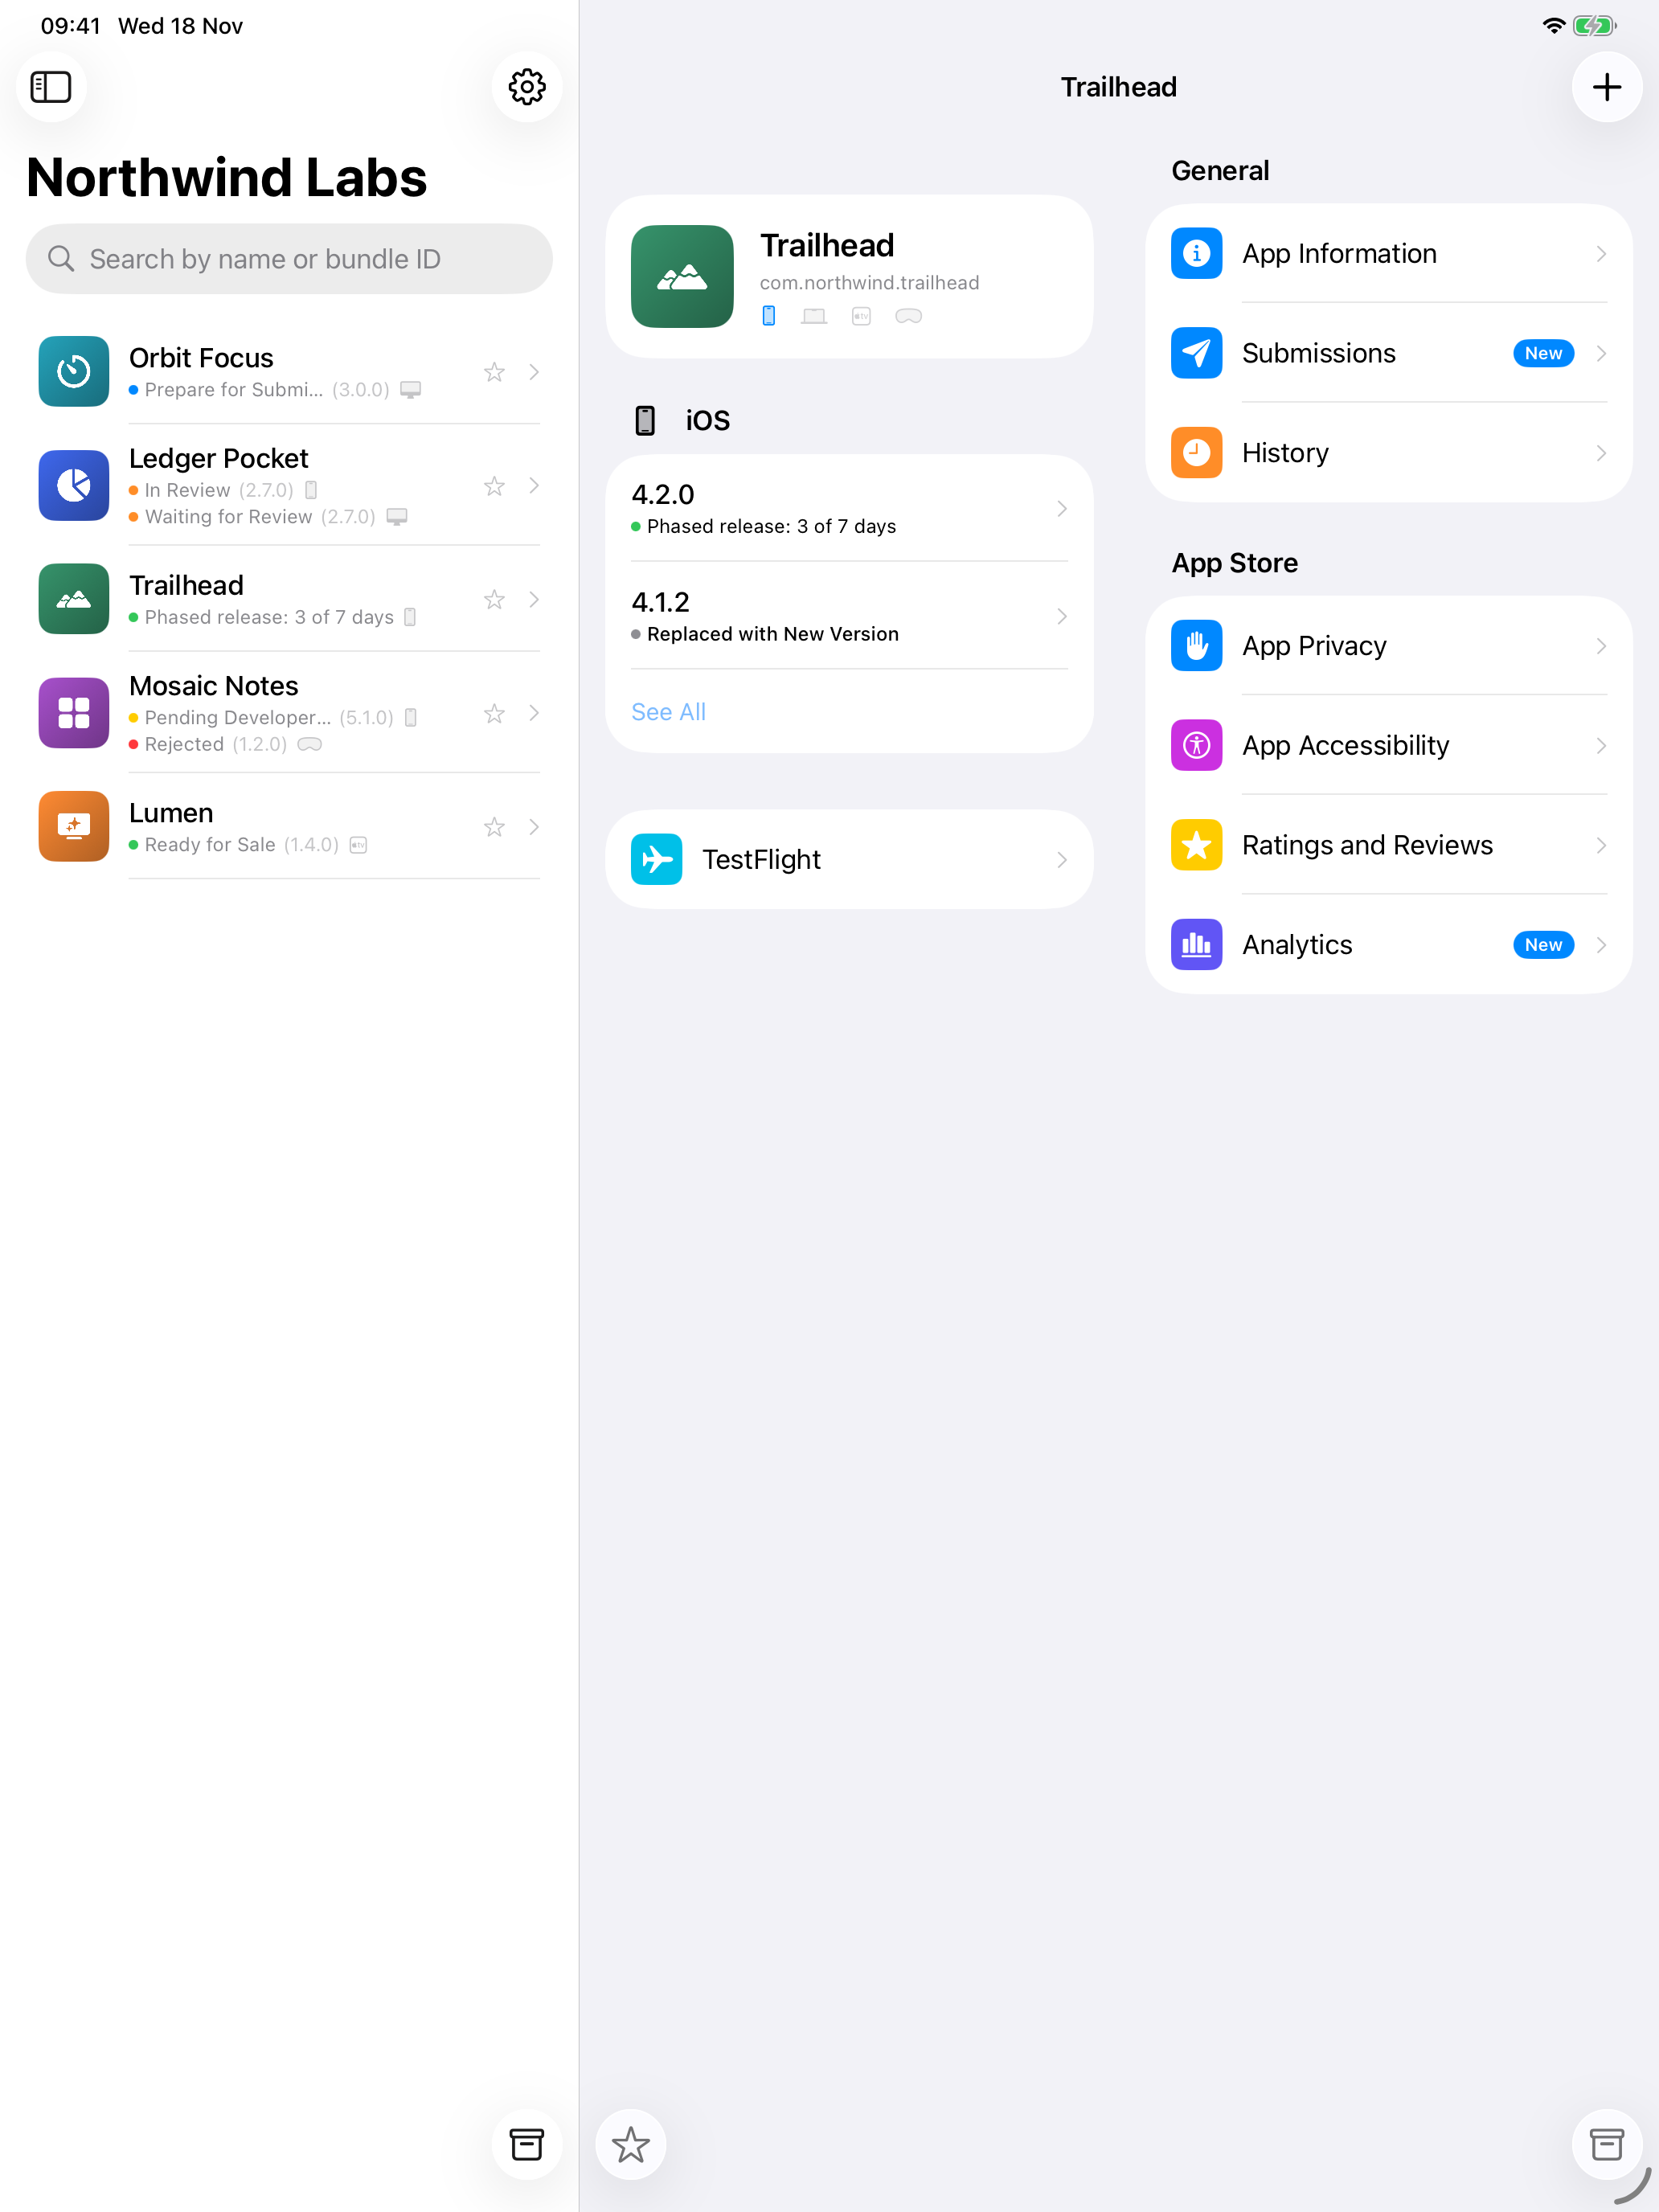 09:41 Wed 18 Nov
Northwind Labs
Search by name or bundle ID
Orbit Focus
Prepare for Submi... (3.0.0)
Ledger Pocket
In Review (2.7.0)
Waiting for Review (2.7.0)
Trailhead
Phased release: 3 of 7 days
Mosaic Notes
Pending Developer... (5.1.0)
Rejected (1.2.0)
Lumen
Ready for Sale (1.4.0)
Trailhead
Trailhead
com.northwind.trailhead
iOS
4.2.0
Phased release: 3 of 7 days
4.1.2
Replaced with New Version
See All
TestFlight
General
App Information
Submissions New
History
App Store
App Privacy
App Accessibility
Ratings and Reviews
Analytics New